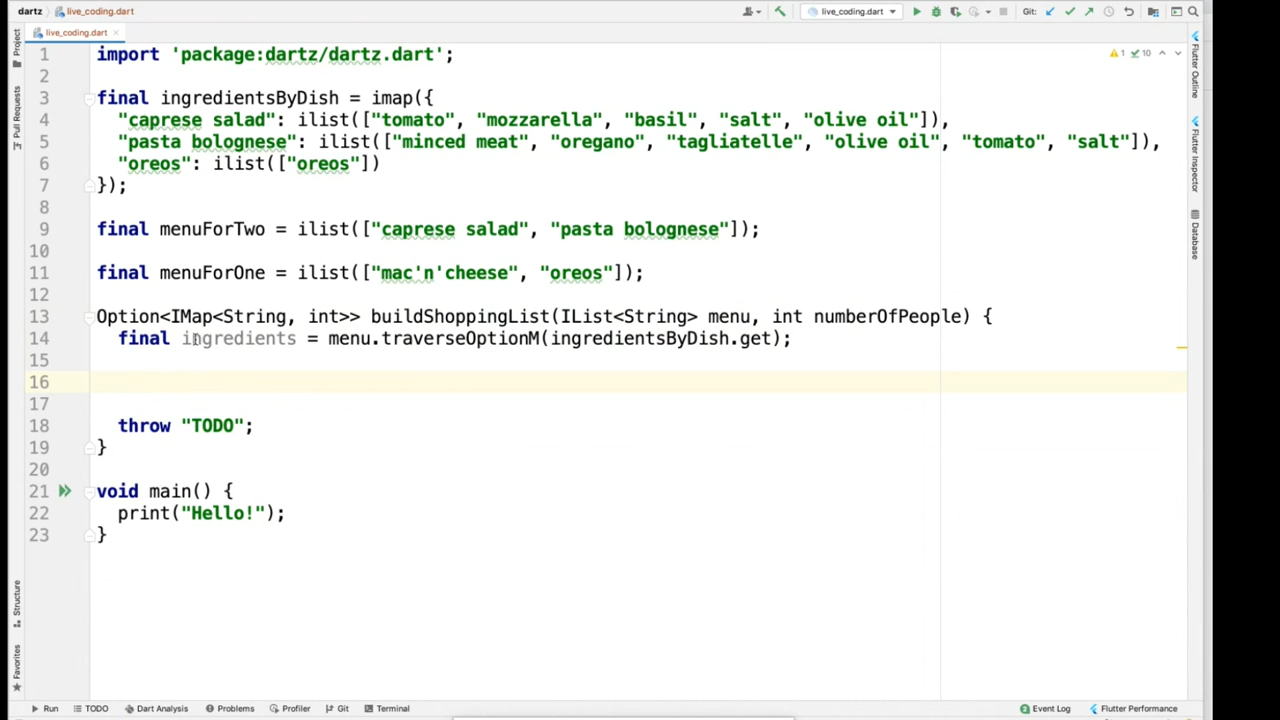 dartz
live_coding.dart
live_coding.dart
Git:
live_coding.dart
1 10
Project
Pull Requests
Structure
Favorites
Flutter Outline
Flutter Inspector
Database
1 import 'package:dartz/dartz.dart';
2
3 final ingredientsByDish = imap({
4 "caprese salad": ilist(["tomato", "mozzarella", "basil", "salt", "olive oil"]),
5 "pasta bolognese": ilist(["minced meat", "oregano", "tagliatelle", "olive oil", "tomato", "salt"]),
6 "oreos": ilist(["oreos"])
7 });
8
9 final menuForTwo = ilist(["caprese salad", "pasta bolognese"]);
10
11 final menuForOne = ilist(["mac'n'cheese", "oreos"]);
12
13 Option<IMap<String, int>> buildShoppingList(IList<String> menu, int numberOfPeople) {
14 final ingredients = menu.traverseOptionM(ingredientsByDish.get);
15
16
17
18 throw "TODO";
19 }
20
21 void main() {
22 print("Hello!");
23 }
Run TODO Dart Analysis Problems Profiler Git Terminal
2 Event Log Flutter Performance